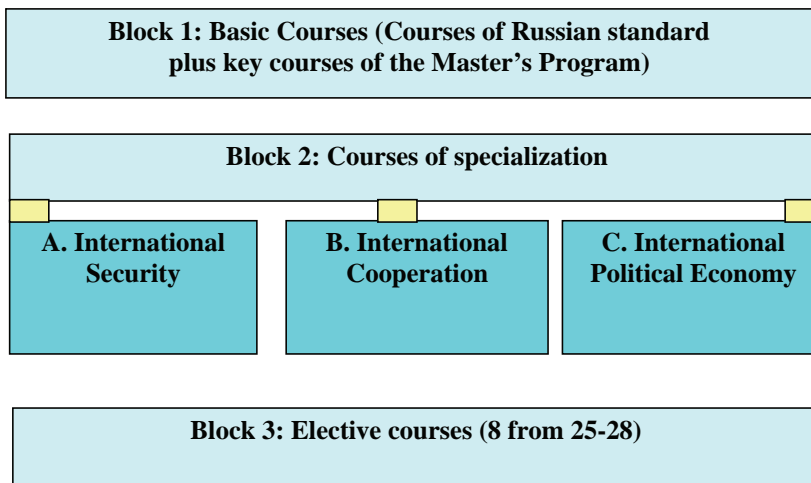 Block 1: Basic Courses (Courses of Russian standard
plus key courses of the Master’s Program)
Block 2: Courses of specialization
A. International
Security
B. International
Cooperation
C. International
Political Economy
Block 3: Elective courses (8 from 25-28)